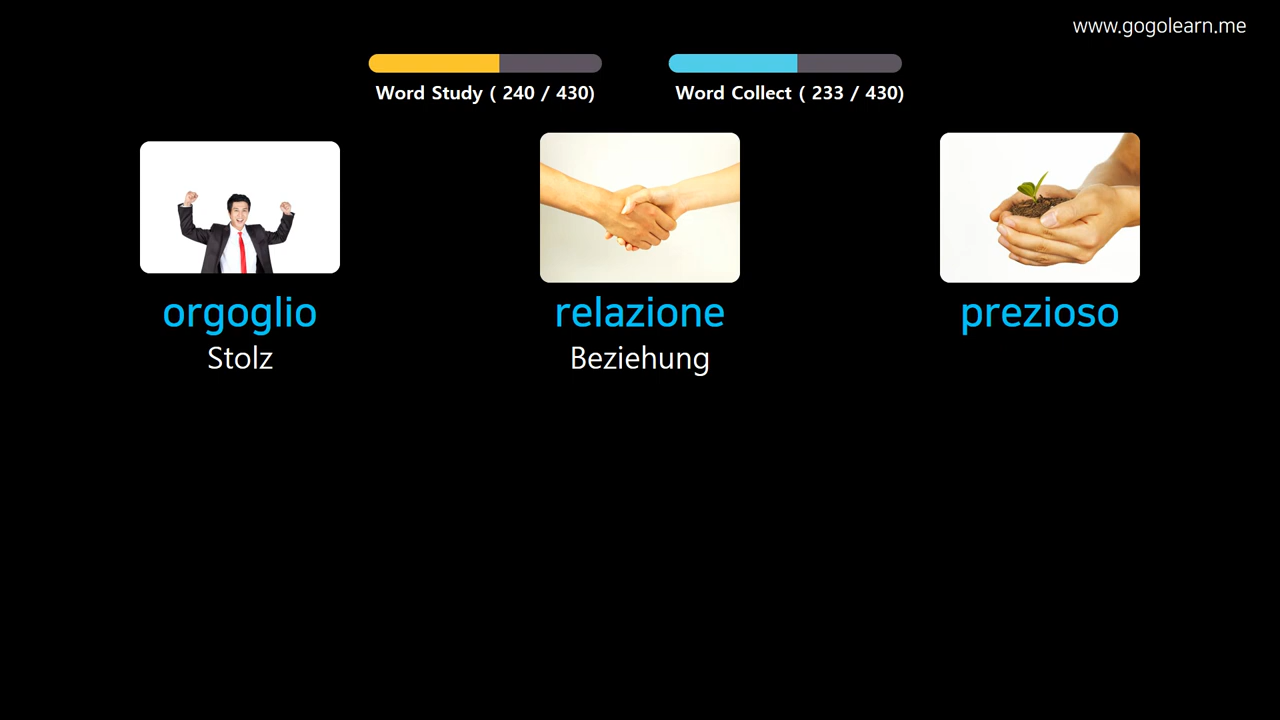 www.gogolearn.me
Word Study ( 240 / 430)
Word Collect ( 233 / 430)
orgoglio
Stolz
relazione
Beziehung
prezioso